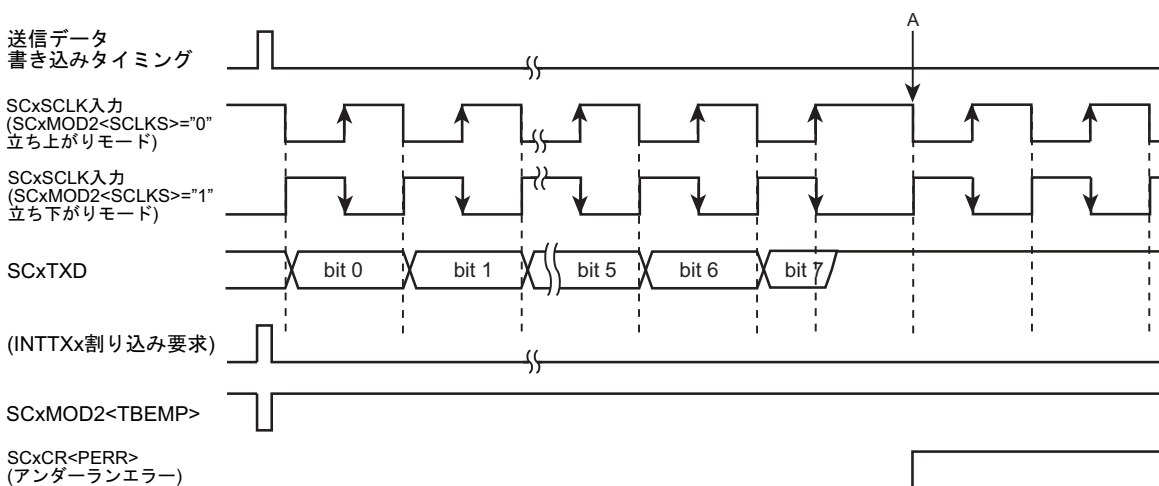 A
送信データ
書き込みタイミング
SCxSCLK入力
(SCxMOD2<SCLKS>="0"
立ち上がりモード)
SCxSCLK入力
(SCxMOD2<SCLKS>="1"
立ち下がりモード)
SCxTXD
bit 0
bit 1
bit 5
bit 6
bit 7
(INTTXx割り込み要求)
SCxMOD2<TBEMP>
SCxCR<PERR>
(アンダーランエラー)